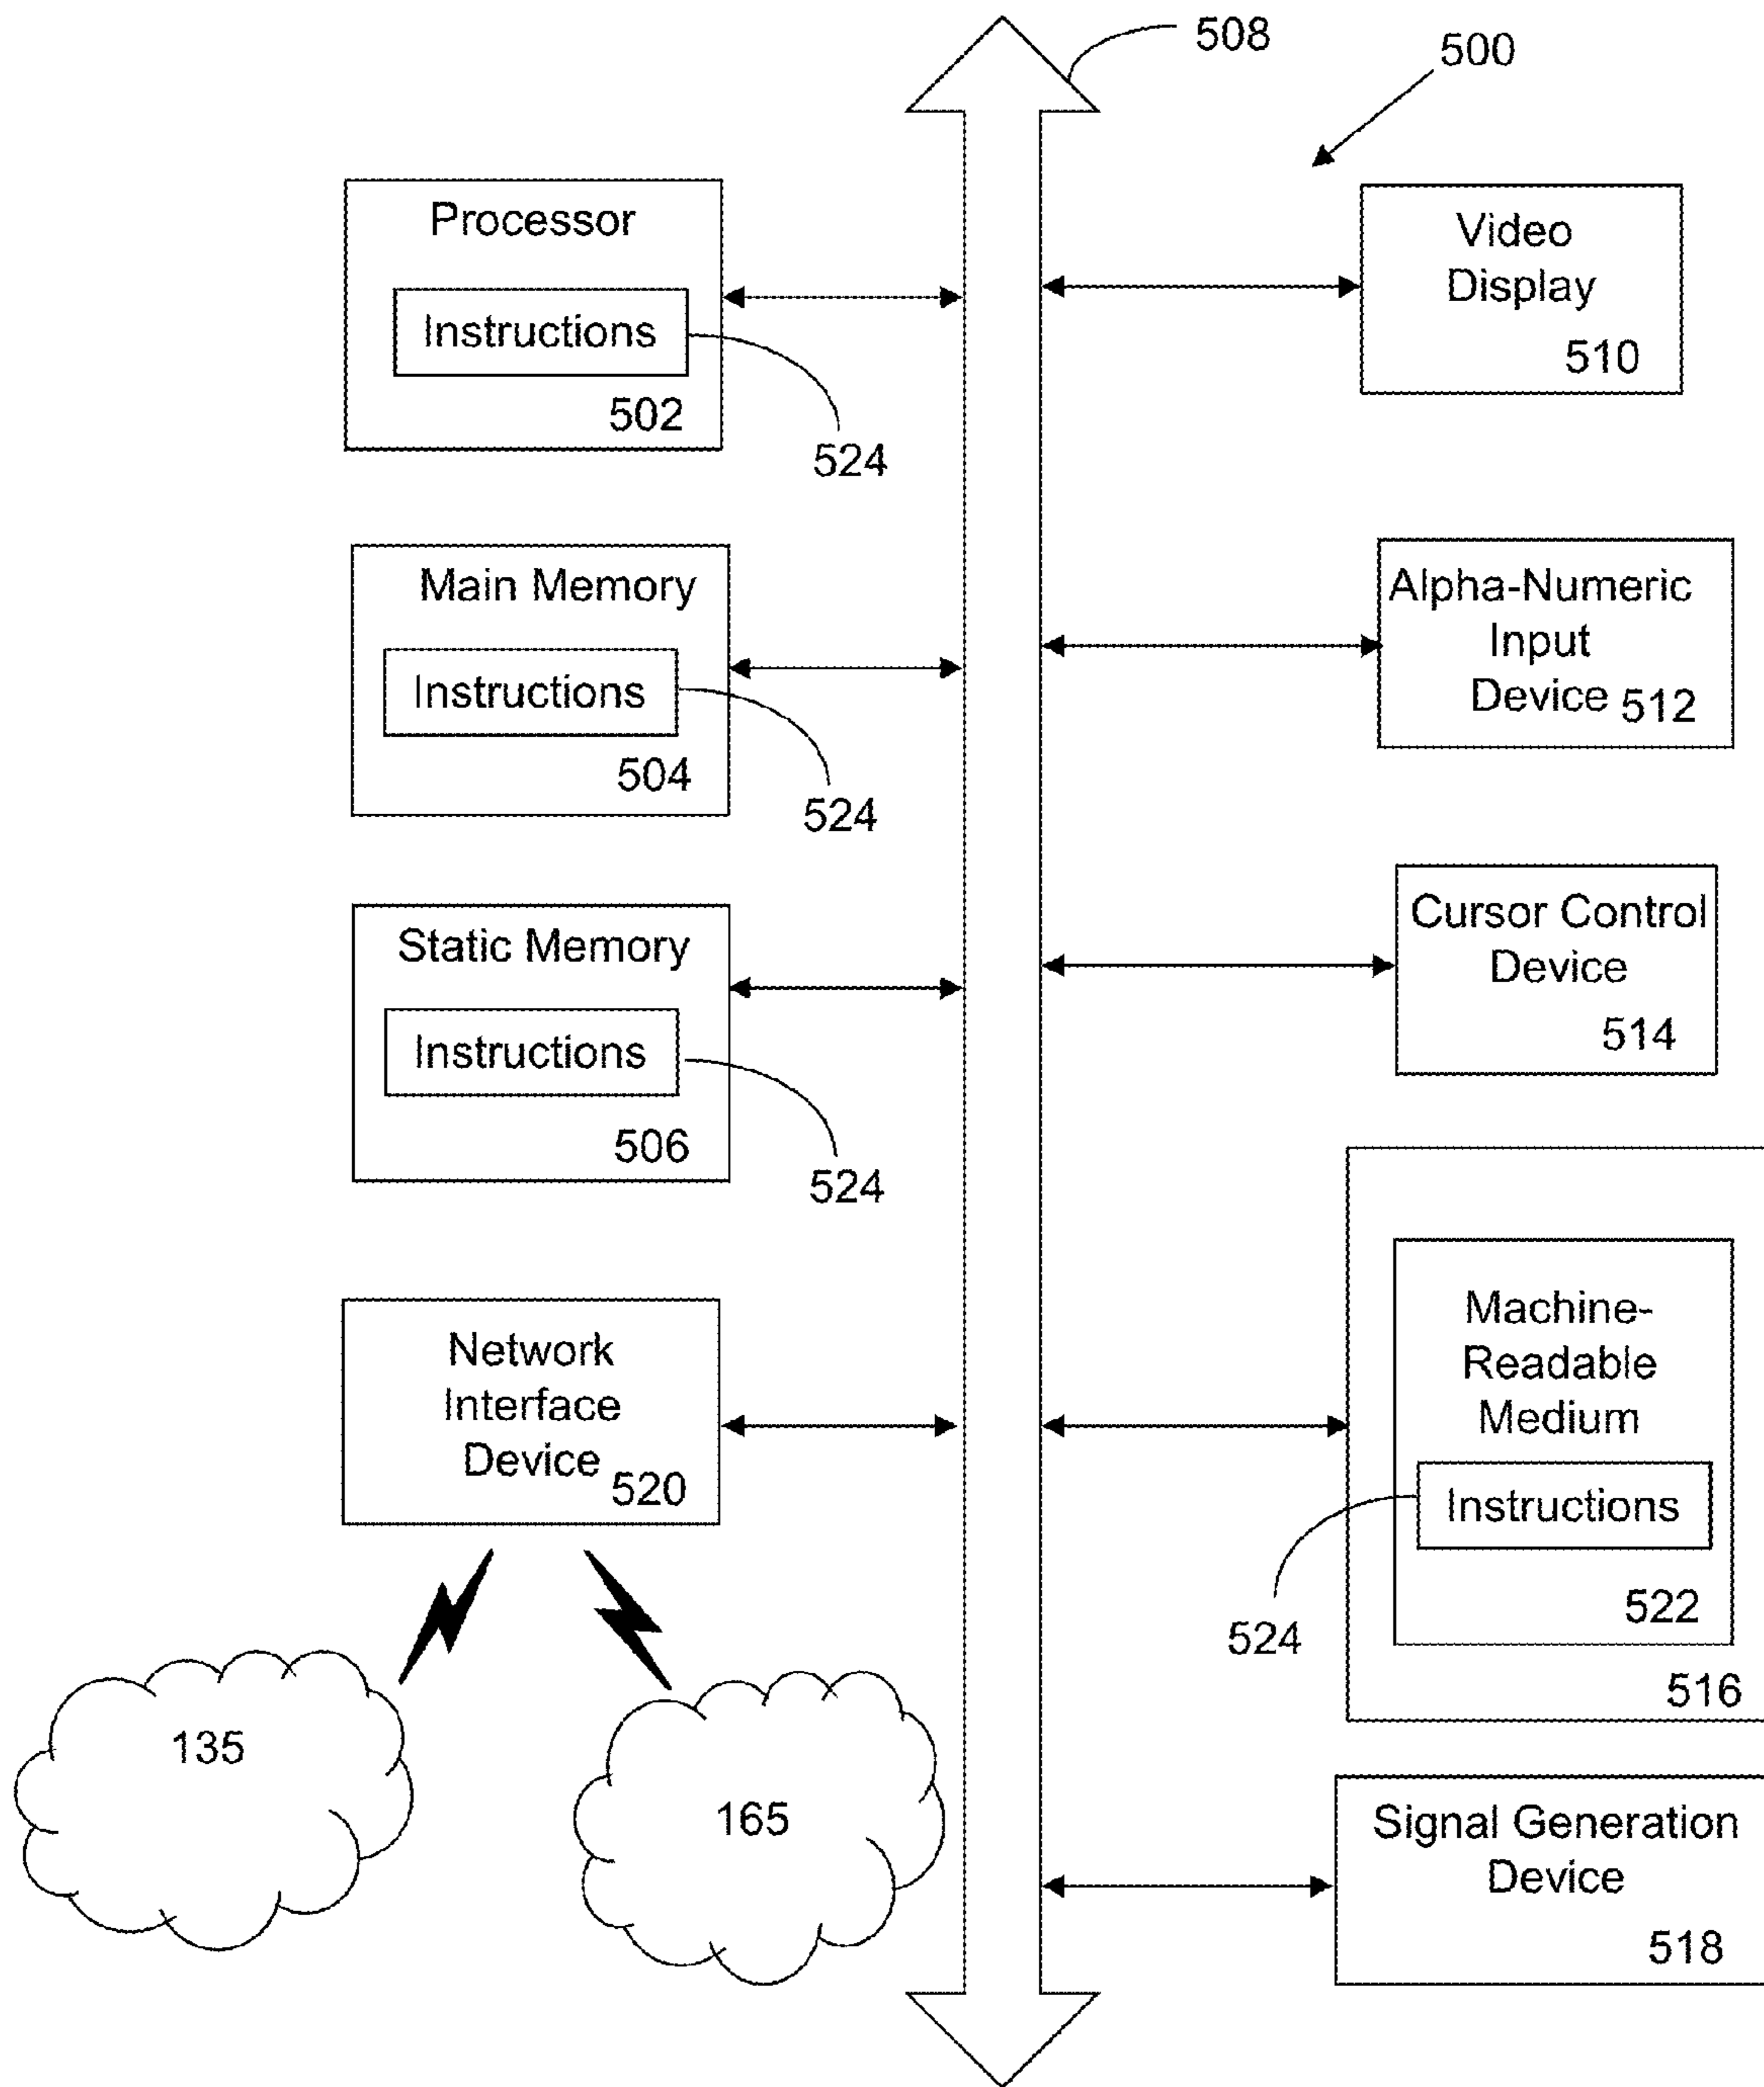 508
500
Processor
Instructions
502
524
Video
Display
510
Main Memory
Instructions
504
524
Alpha-Numeric
Input
Device 512
Static Memory
Instructions
506
524
Cursor Control
Device
514
Network
Interface
Device 520
Machine-
Readable
Medium
Instructions
522
524
516
135
165
Signal Generation
Device
518